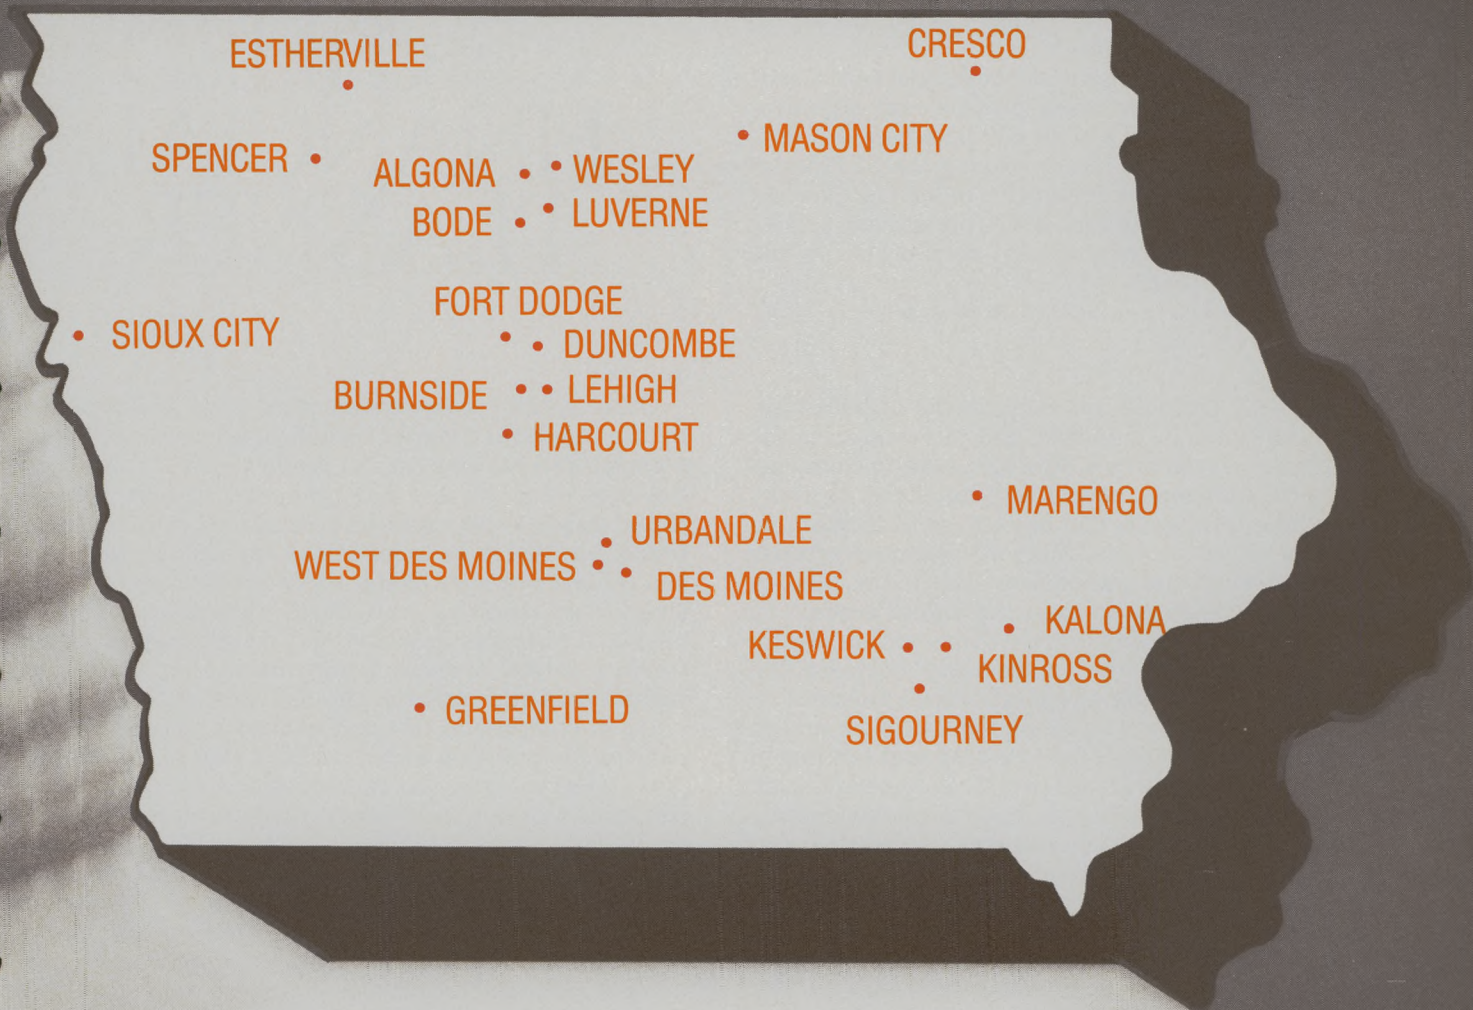 ESTHERVILLE
CRESCO
MASON CITY
SPENCER
ALGONA
WESLEY
BODE
LUVERNE
FORT DODGE
SIOUX CITY
DUNCOMBE
BURNSIDE
LEHIGH
HARCOURT
MARENGO
URBANDALE
WEST DES MOINES
DES MOINES
KALONA
KESWICK
KINROSS
GREENFIELD
SIGOURNEY